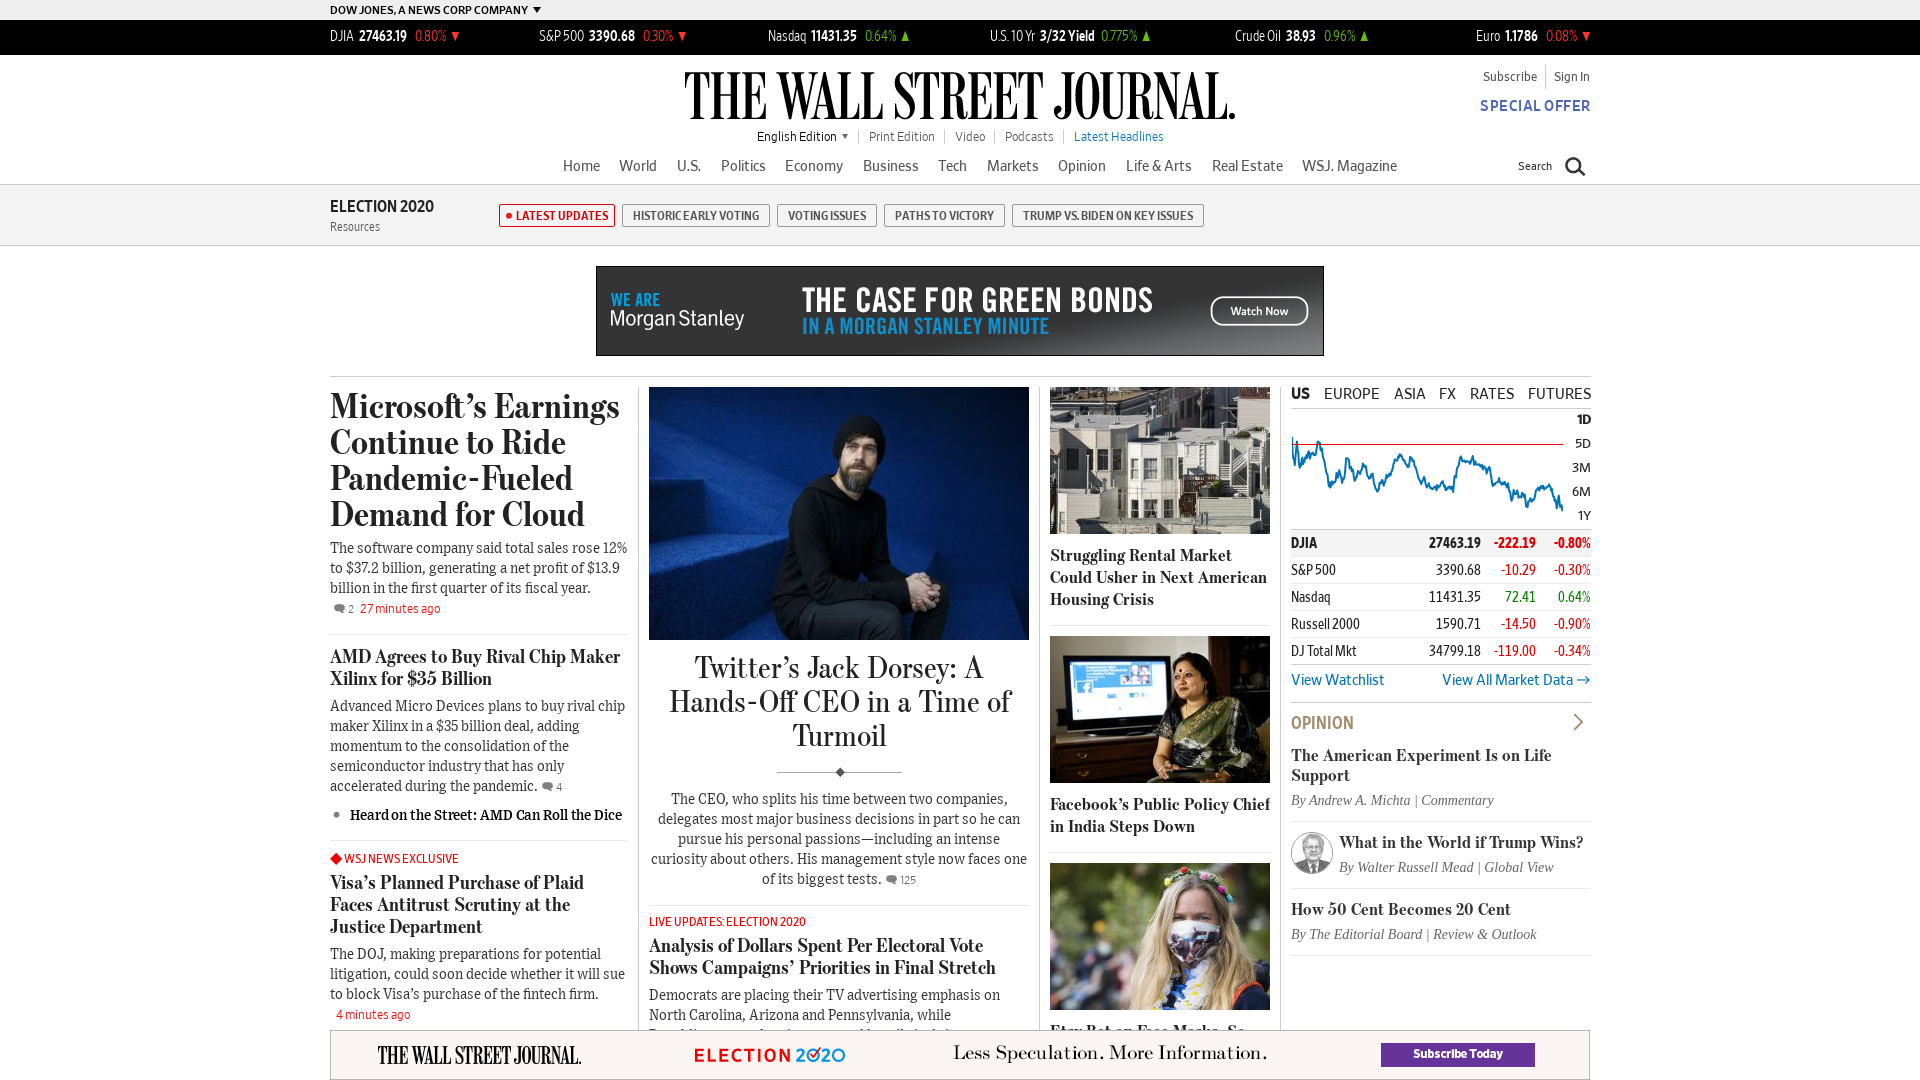 DOW JONES, A NEWS CORP COMPANY
DJIA 27463.19 0.80%
S&P 500 3390.68 0.30%
Nasdaq 11431.35 0.64%
U.S. 10 Yr 3/32 Yield 0.775%
Crude Oil 38.93 0.96%
Euro 1.1786 0.08%
THE WALL STREET JOURNAL.
Subscribe
Sign In
SPECIAL OFFER
English Edition
Print Edition
Video
Podcasts
Latest Headlines
Home
World
U.S.
Politics
Economy
Business
Tech
Markets
Opinion
Life & Arts
Real Estate
WSJ. Magazine
Search
ELECTION 2020
Resources
LATEST UPDATES
HISTORIC EARLY VOTING
VOTING ISSUES
PATHS TO VICTORY
TRUMP VS. BIDEN ON KEY ISSUES
WE ARE
Morgan Stanley
THE CASE FOR GREEN BONDS
IN A MORGAN STANLEY MINUTE
Watch Now
Microsoft’s Earnings
Continue to Ride
Pandemic-Fueled
Demand for Cloud
The software company said total sales rose 12%
to $37.2 billion, generating a net profit of $13.9
billion in the first quarter of its fiscal year.
2 27 minutes ago
AMD Agrees to Buy Rival Chip Maker
Xilinx for $35 Billion
Advanced Micro Devices plans to buy rival chip
maker Xilinx in a $35 billion deal, adding
momentum to the consolidation of the
semiconductor industry that has only
accelerated during the pandemic. 4
Heard on the Street: AMD Can Roll the Dice
WSJ NEWS EXCLUSIVE
Visa’s Planned Purchase of Plaid
Faces Antitrust Scrutiny at the
Justice Department
The DOJ, making preparations for potential
litigation, could soon decide whether it will sue
to block Visa’s purchase of the fintech firm.
4 minutes ago
Twitter’s Jack Dorsey: A
Hands-Off CEO in a Time of
Turmoil
The CEO, who splits his time between two companies,
delegates most major business decisions in part so he can
pursue his personal passions—including an intense
curiosity about others. His management style now faces one
of its biggest tests. 125
LIVE UPDATES: ELECTION 2020
Analysis of Dollars Spent Per Electoral Vote
Shows Campaigns’ Priorities in Final Stretch
Democrats are placing their TV advertising emphasis on
North Carolina, Arizona and Pennsylvania, while
Struggling Rental Market
Could Usher in Next American
Housing Crisis
Facebook’s Public Policy Chief
in India Steps Down
Etsy Bet on Face Masks. So
US
EUROPE
ASIA
FX
RATES
FUTURES
1D
5D
3M
6M
1Y
DJIA 27463.19 -222.19 -0.80%
S&P 500 3390.68 -10.29 -0.30%
Nasdaq 11431.35 72.41 0.64%
Russell 2000 1590.71 -14.50 -0.90%
DJ Total Mkt 34799.18 -119.00 -0.34%
View Watchlist
View All Market Data
OPINION
The American Experiment Is on Life
Support
By Andrew A. Michta | Commentary
What in the World if Trump Wins?
By Walter Russell Mead | Global View
How 50 Cent Becomes 20 Cent
By The Editorial Board | Review & Outlook
THE WALL STREET JOURNAL.
ELECTION 2020
Less Speculation. More Information.
Subscribe Today